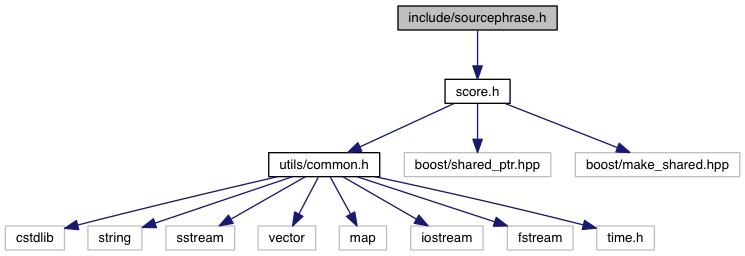 include/sourcephrase.h
score.h
utils/common.h
boost/shared_ptr.hpp
boost/make_shared.hpp
cstdlib
string
sstream
vector
map
iostream
fstream
time.h